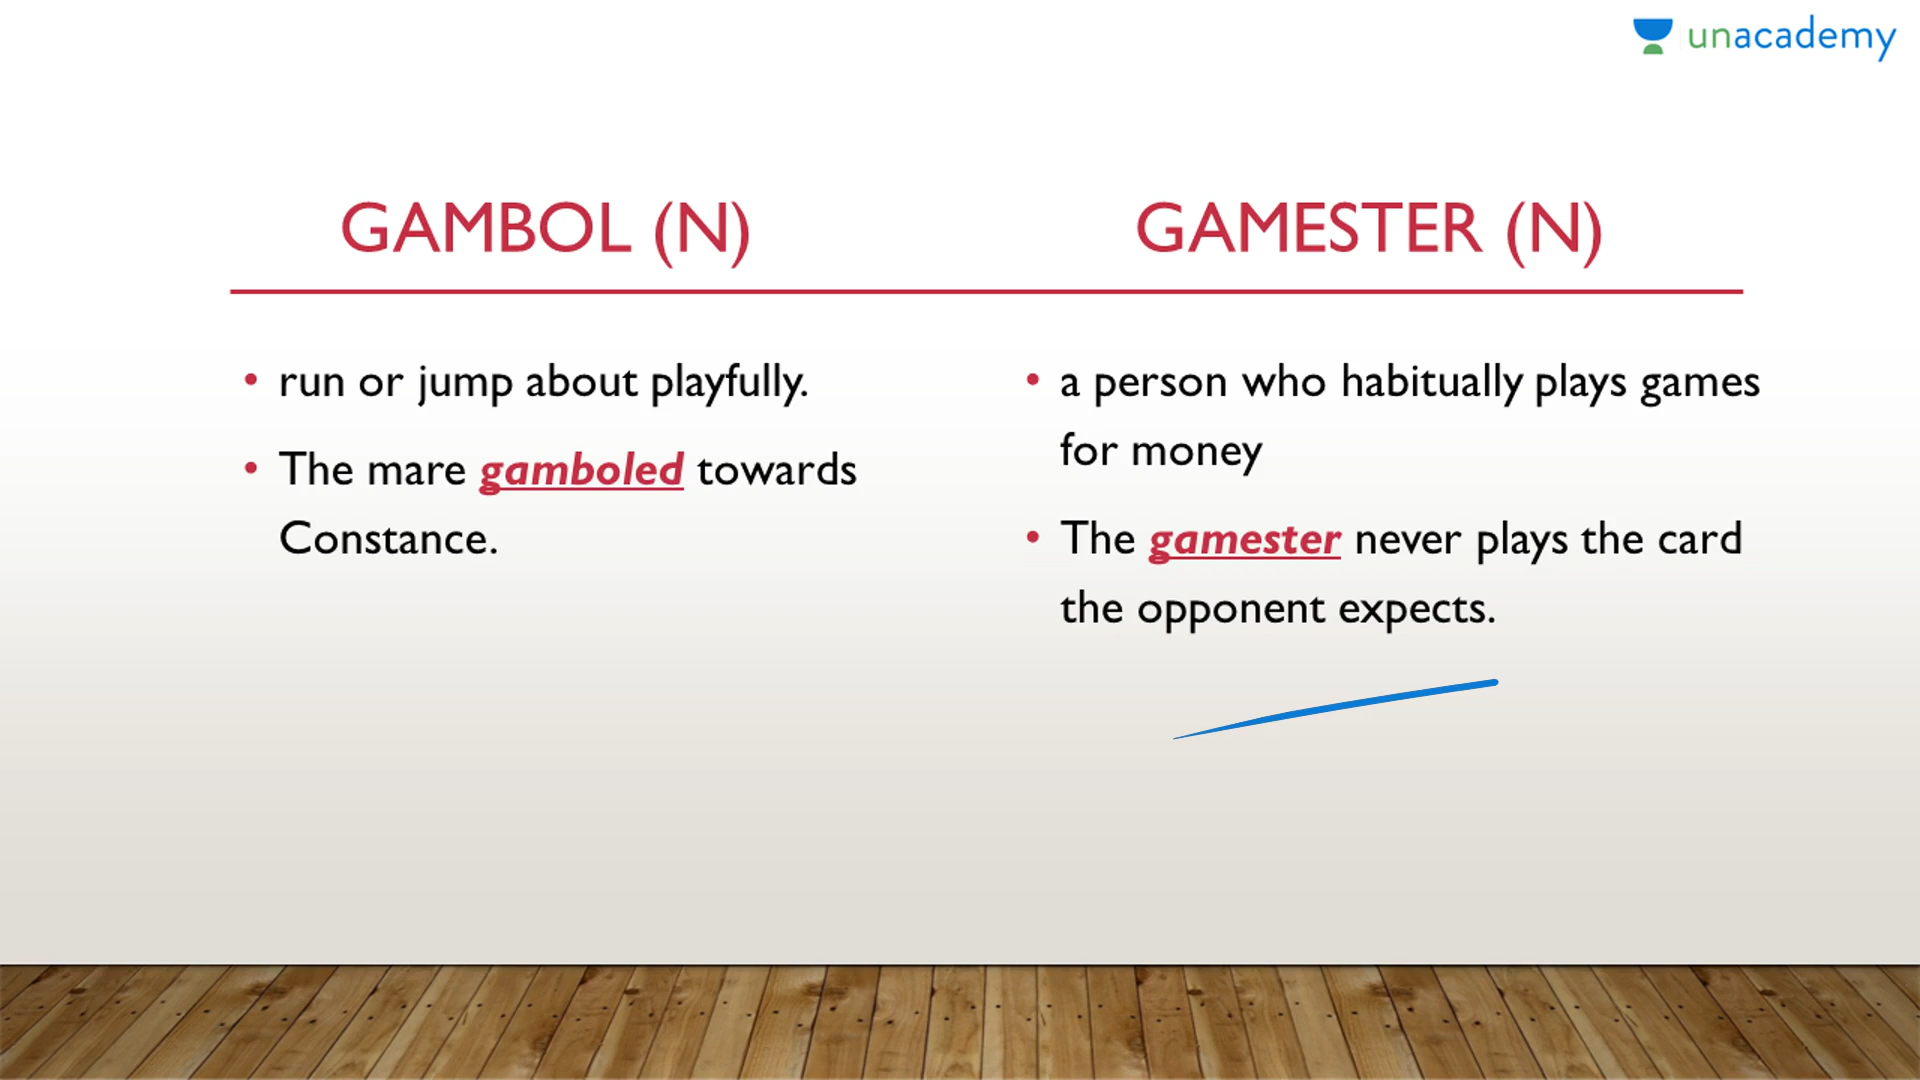 unacademy
GAMBOL (N)
• run or jump about playfully.
• The mare gamboled towards
Constance.
GAMESTER (N)
• a person who habitually plays games
for money
• The gamester never plays the card
the opponent expects.